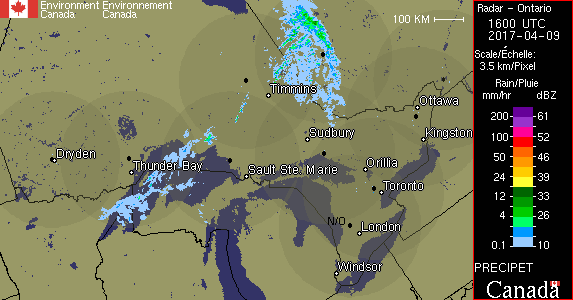 Environment Environnement
Canada Canada
100 KM
Timmins
Ottawa
Sudbury
Kingston
Dryden
Thunder Bay
Sault Ste. Marie
Orillia
Toronto
N/O
London
Windsor
Radar - Ontario
1600 UTC
2017-04-09
Scale/Échelle:
3.5 km/Pixel
Rain/Pluie
mm/hr dBZ
200 61
100 52
50 46
24 39
12 33
4 26
0.1 10
PRECIPET
Canada